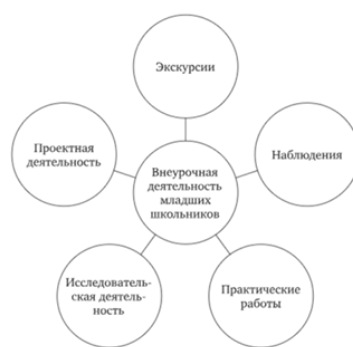 Экскурсии
Проектная
деятельность
Наблюдения
Внеурочная
деятельность
младших
школьников
Исследователь-
ская деятель-
ность
Практические
работы